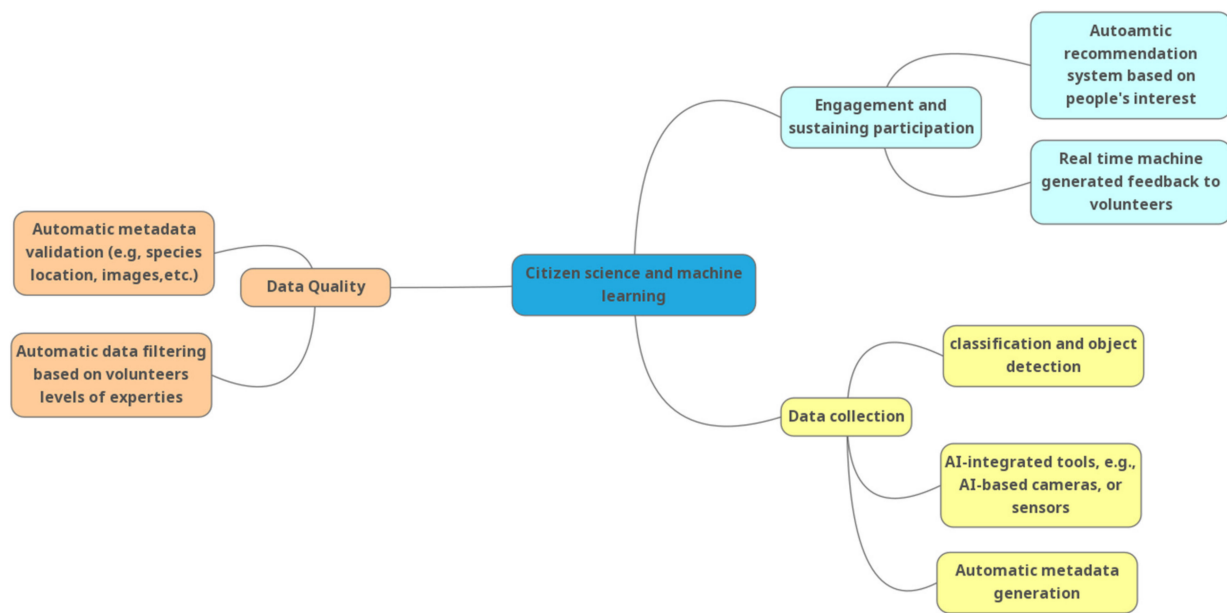 Autoamtic
recommendation
system based on
people's interest
Engagement and
sustaining participation
Real time machine
generated feedback to
volunteers
Automatic metadata
validation (e.g, species
location, images,etc.)
Data Quality
Citizen science and machine
learning
Automatic data filtering
based on volunteers
levels of experties
classification and object
detection
Data collection
AI-integrated tools, e.g.,
AI-based cameras, or
sensors
Automatic metadata
generation